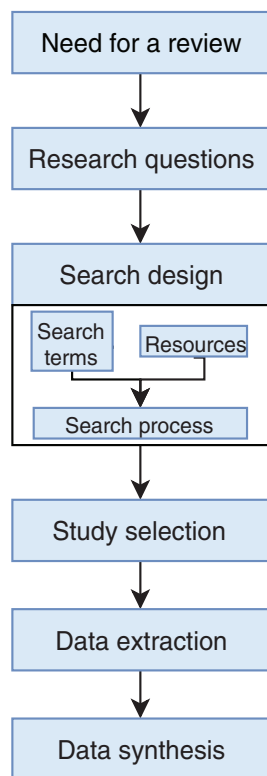 Need for a review
Research questions
Search design
Search
terms
Resources
Search process
Study selection
Data extraction
Data synthesis